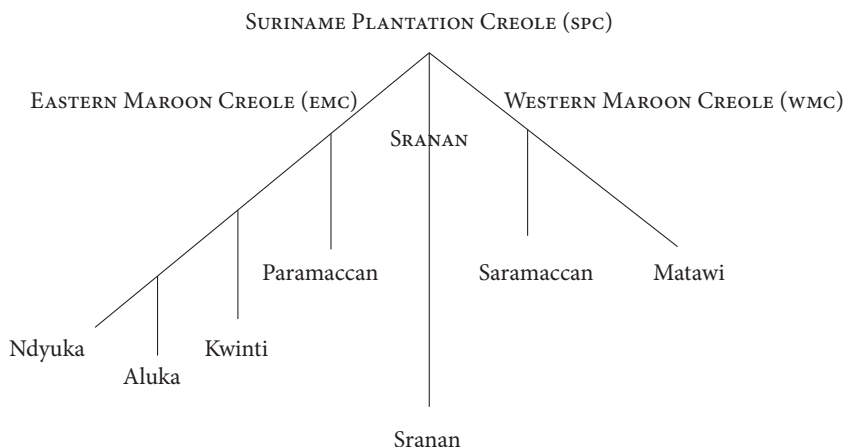 SURINAME PLANTATION CREOLE (SPC)
EASTERN MAROON CREOLE (EMC)
WESTERN MAROON CREOLE (WMC)
SRANAN
Paramaccan
Saramaccan
Matawi
Ndyuka
Kwinti
Aluka
Sranan